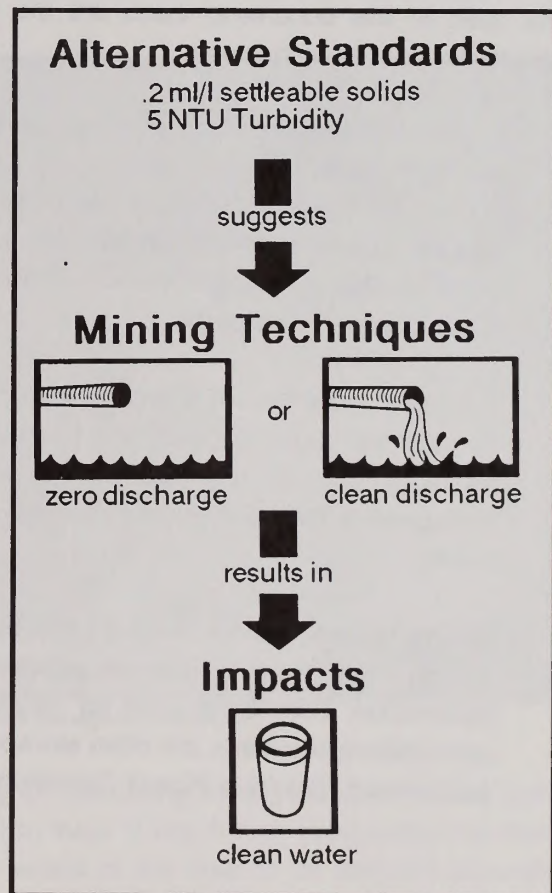 Alternative Standards
.2 ml/l settleable solids
5 NTU Turbidity
suggests
Mining Techniques
or
zero discharge
clean discharge
results in
Impacts
clean water